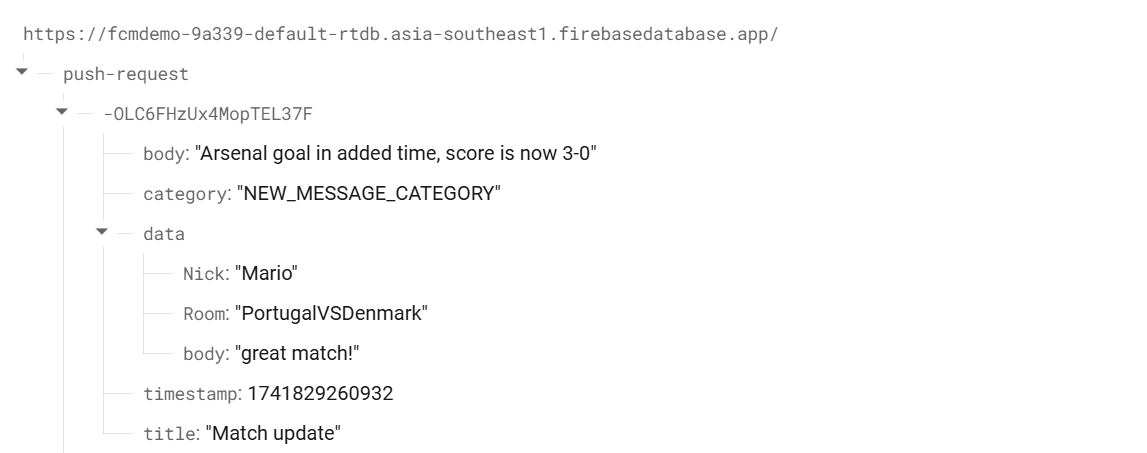 https://fcmdemo-9a339-default-rtdb.asia-southeast1.firebasedatabase.app/
push-request
-OLC6FHzUx4MopTEL37F
body: "Arsenal goal in added time, score is now 3-0"
category: "NEW_MESSAGE_CATEGORY"
data
Nick: "Mario"
Room: "PortugalVSDenmark"
body: "great match!"
timestamp: 1741829260932
title: "Match update"